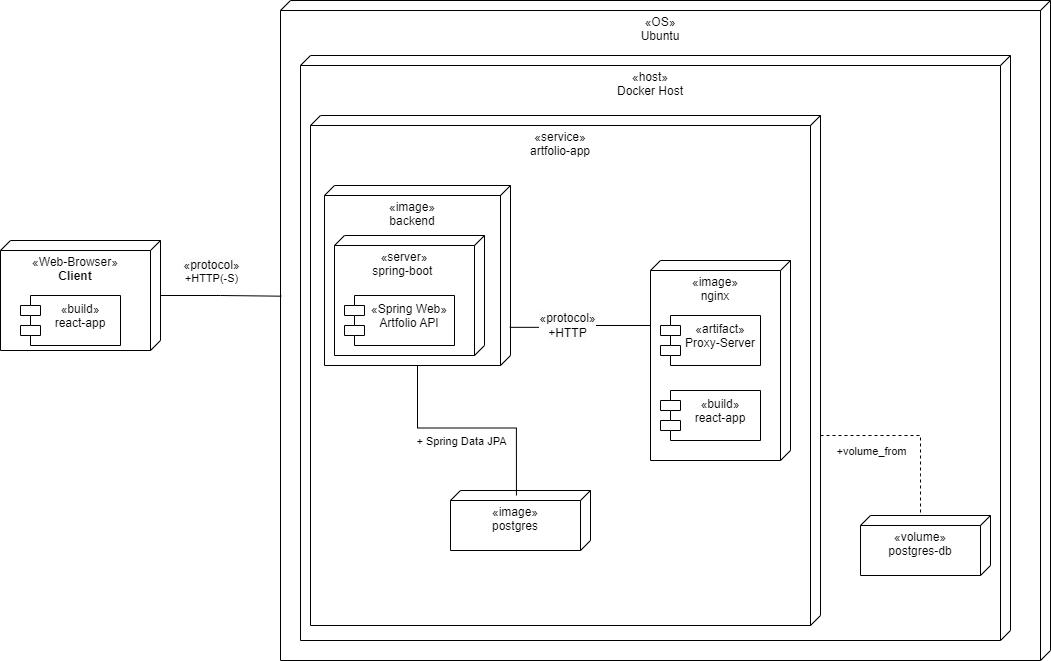 «OS»
Ubuntu
«host»
Docker Host
«service»
artfolio-app
«image»
backend
«server»
spring-boot
«Spring Web»
Artfolio API
«Web-Browser»
Client
«build»
react-app
«protocol»
+HTTP(-S)
«protocol»
+HTTP
«image»
nginx
«artifact»
Proxy-Server
«build»
react-app
+ Spring Data JPA
+volume_from
«image»
postgres
«volume»
postgres-db